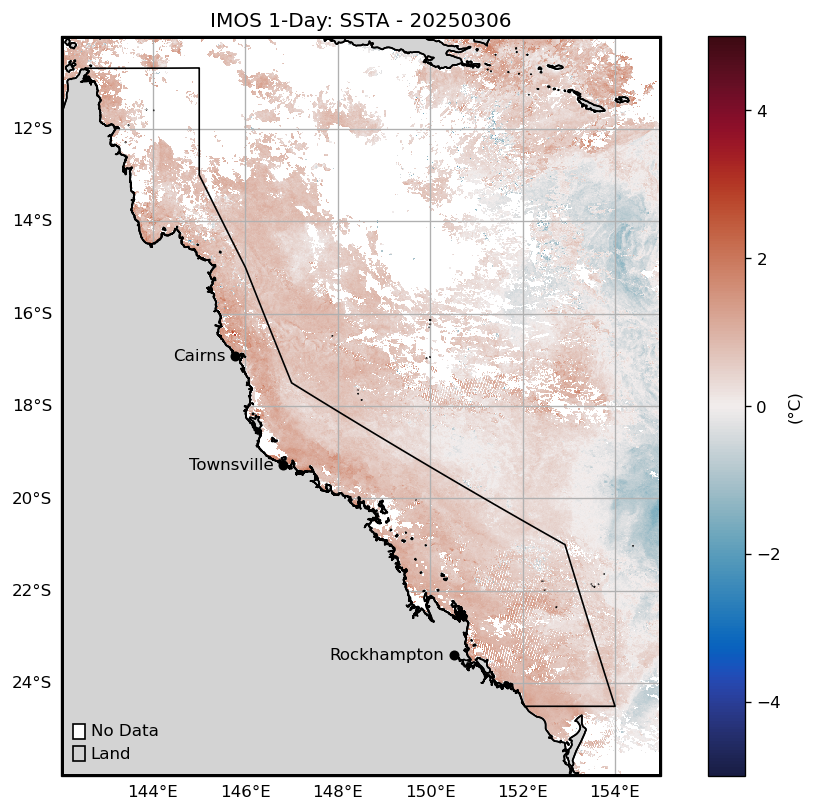 IMOS 1-Day: SSTA - 20250306
12°S
14°S
16°S
18°S
20°S
22°S
24°S
Cairns
Townsville
Rockhampton
No Data
Land
144°E 146°E 148°E 150°E 152°E 154°E
4
2
0
−2
−4
(°C)